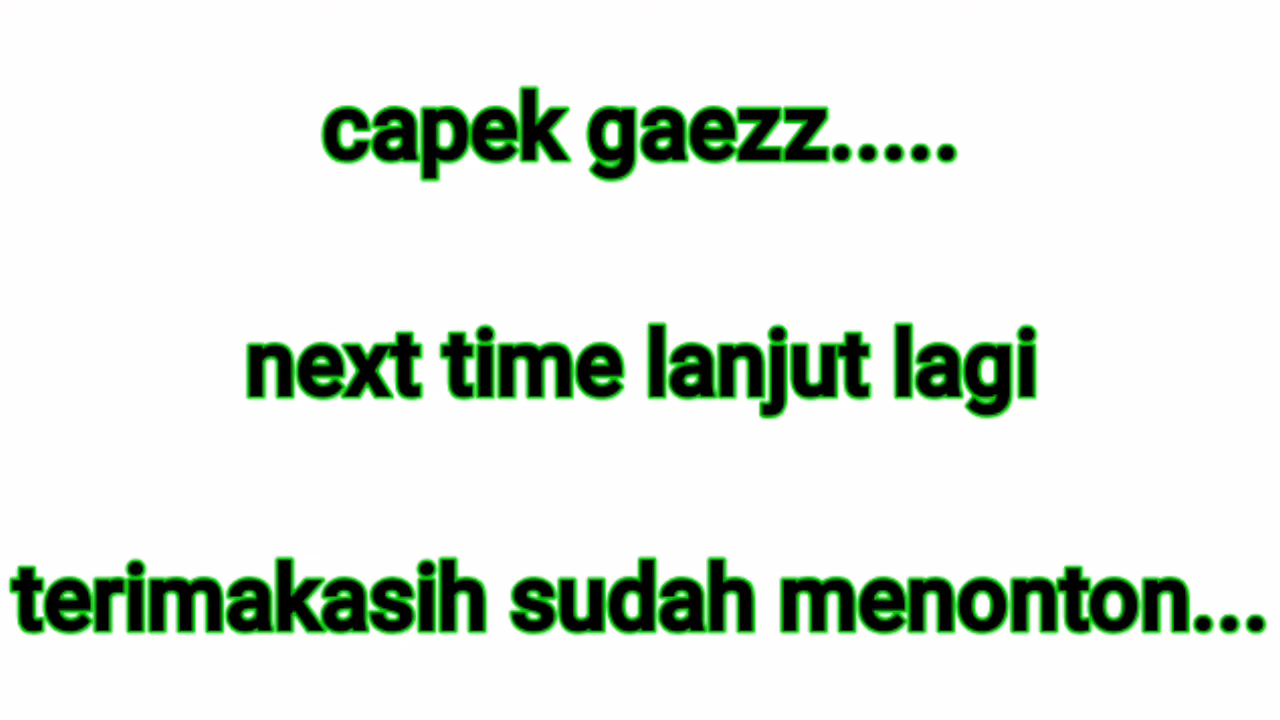 capek gaezz.....
next time lanjut lagi
terimakasih sudah menonton...